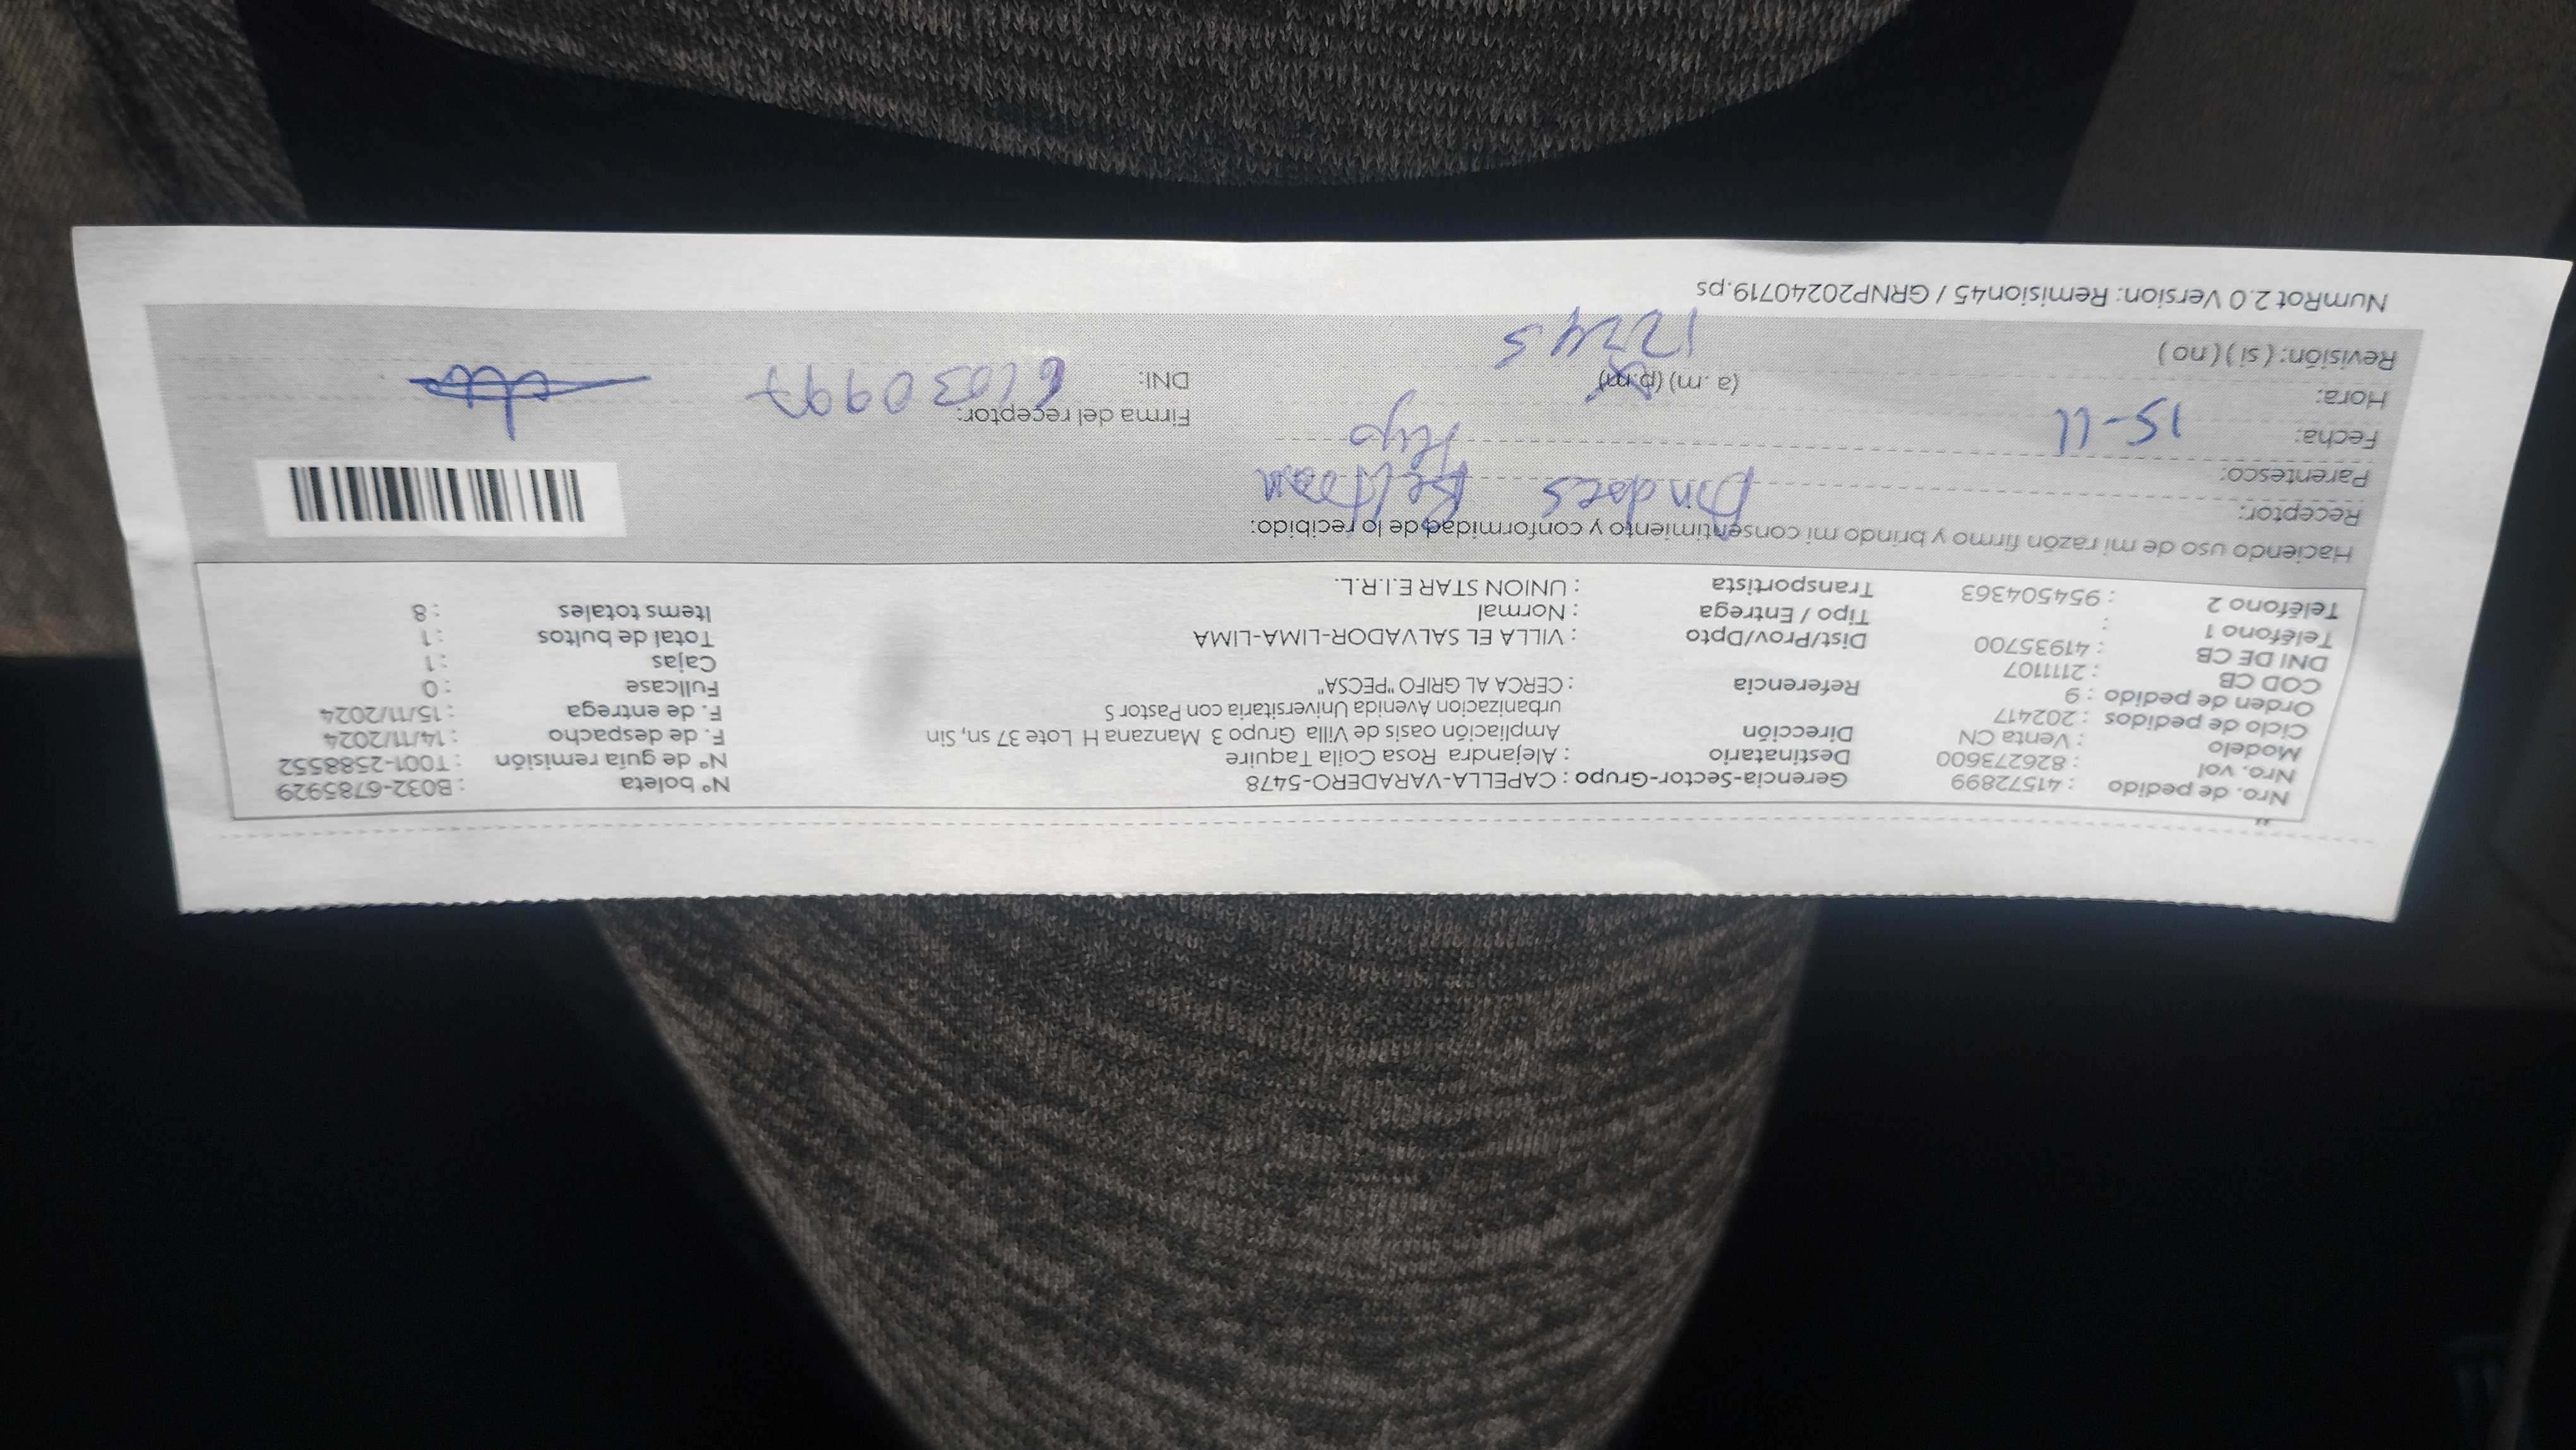 Nro. de pedido : 41572899 Gerencia-Sector-Grupo : CAPELLA-VARADERO-5478 Nº boleta : B032-6785929
Nro. vol : 826273600 Destinatario : Alejandra Rosa Colla Taquire Nº de guía remisión : T001-2588552
Modelo : Venta CN Dirección Ampliación oasis de Villa Grupo 3 Manzana H Lote 37 sn, Sin F. de despacho : 14/11/2024
Ciclo de pedidos : 202417 urbanizacion Avenida Universitaria con Pastor S F. de entrega : 15/11/2024
Orden de pedido : 9 Referencia : CERCA AL GRIFO "PECSA" Fullcase : 0
COD CB : 2111107 Cajas : 1
DNI DE CB : 41935700 Dist/Prov/Dpto : VILLA EL SALVADOR-LIMA-LIMA Total de bultos : 1
Teléfono 1 : Tipo / Entrega : Normal Items totales : 8
Teléfono 2 : 954504363 Transportista : UNION STAR E.I.R.L.
Haciendo uso de mi razón firmo y brindo mi consentimiento y conformidad de lo recibido:
Receptor: Beltran
Parentesco: Hijo
Fecha: 15-11 Firma del receptor:
Hora: (a.m) (p.m) DNI:
Revisión: ( si ) ( no )
NumRot 2.0 Version: Remision45 / GRNP20240719.ps